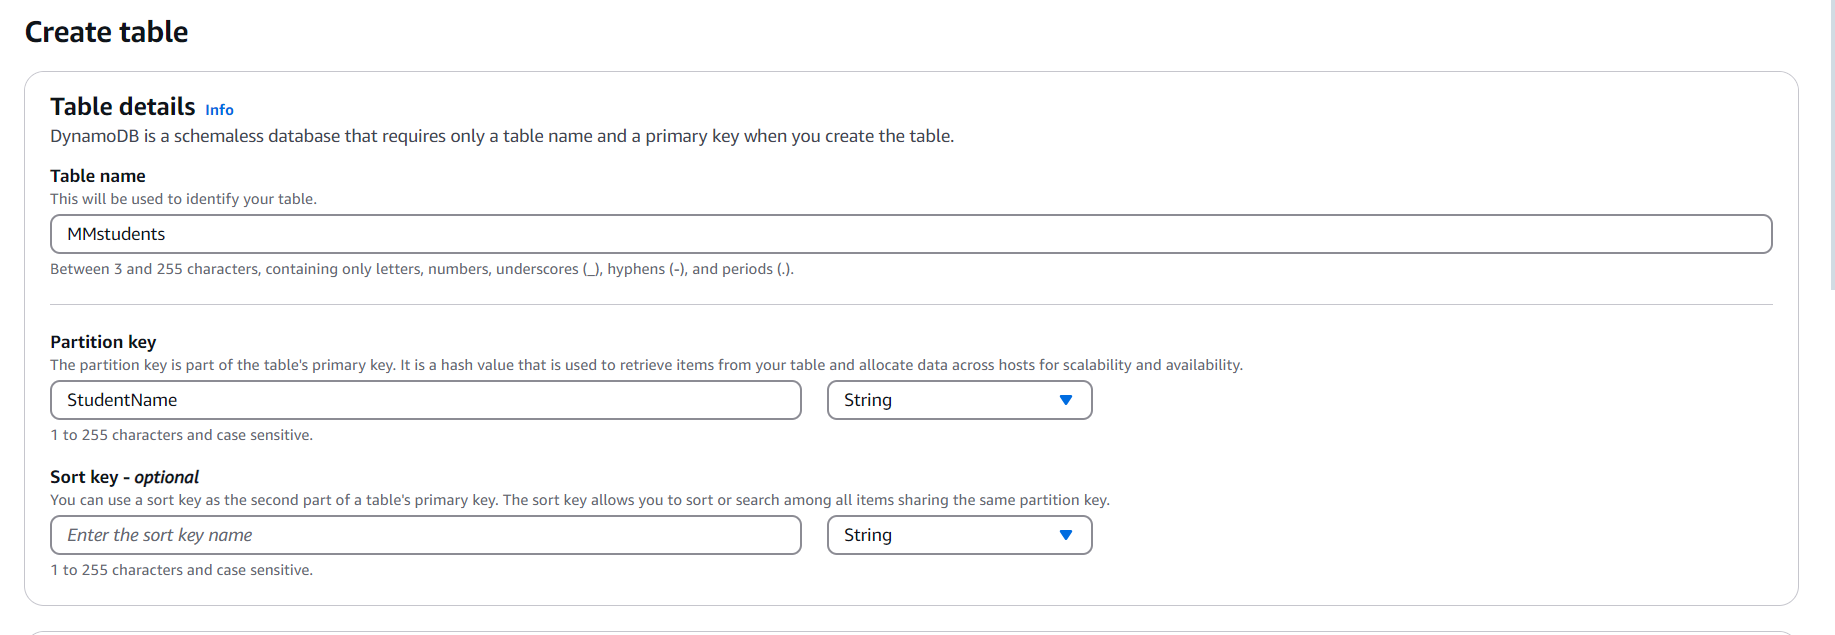 Create table
Table details Info
DynamoDB is a schemaless database that requires only a table name and a primary key when you create the table.
Table name
This will be used to identify your table.
MMstudents
Between 3 and 255 characters, containing only letters, numbers, underscores (_), hyphens (-), and periods (.).
Partition key
The partition key is part of the table's primary key. It is a hash value that is used to retrieve items from your table and allocate data across hosts for scalability and availability.
StudentName String
1 to 255 characters and case sensitive.
Sort key - optional
You can use a sort key as the second part of a table's primary key. The sort key allows you to sort or search among all items sharing the same partition key.
Enter the sort key name String
1 to 255 characters and case sensitive.